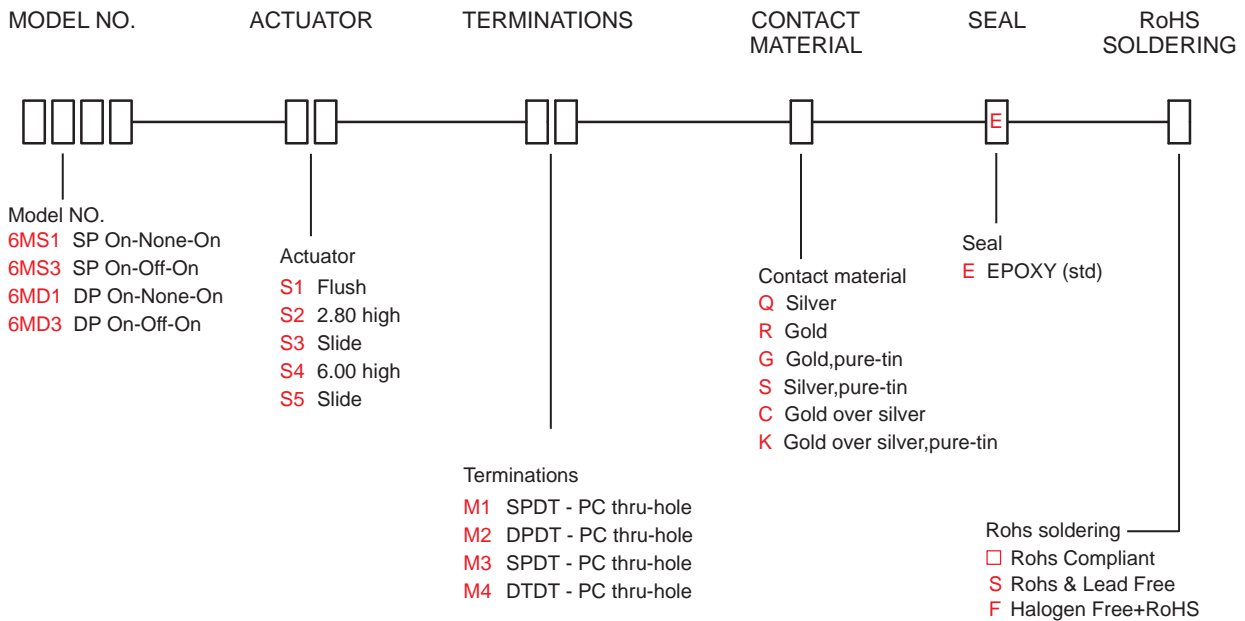 MODEL NO.
ACTUATOR
TERMINATIONS
CONTACT
MATERIAL
SEAL
RoHS
SOLDERING
E
Model NO.
6MS1 SP On-None-On
6MS3 SP On-Off-On
6MD1 DP On-None-On
6MD3 DP On-Off-On
Actuator
S1 Flush
S2 2.80 high
S3 Slide
S4 6.00 high
S5 Slide
Terminations
M1 SPDT - PC thru-hole
M2 DPDT - PC thru-hole
M3 SPDT - PC thru-hole
M4 DTDT - PC thru-hole
Contact material
Q Silver
R Gold
G Gold,pure-tin
S Silver,pure-tin
C Gold over silver
K Gold over silver,pure-tin
Seal
E EPOXY (std)
Rohs soldering
□ Rohs Compliant
S Rohs & Lead Free
F Halogen Free+RoHS